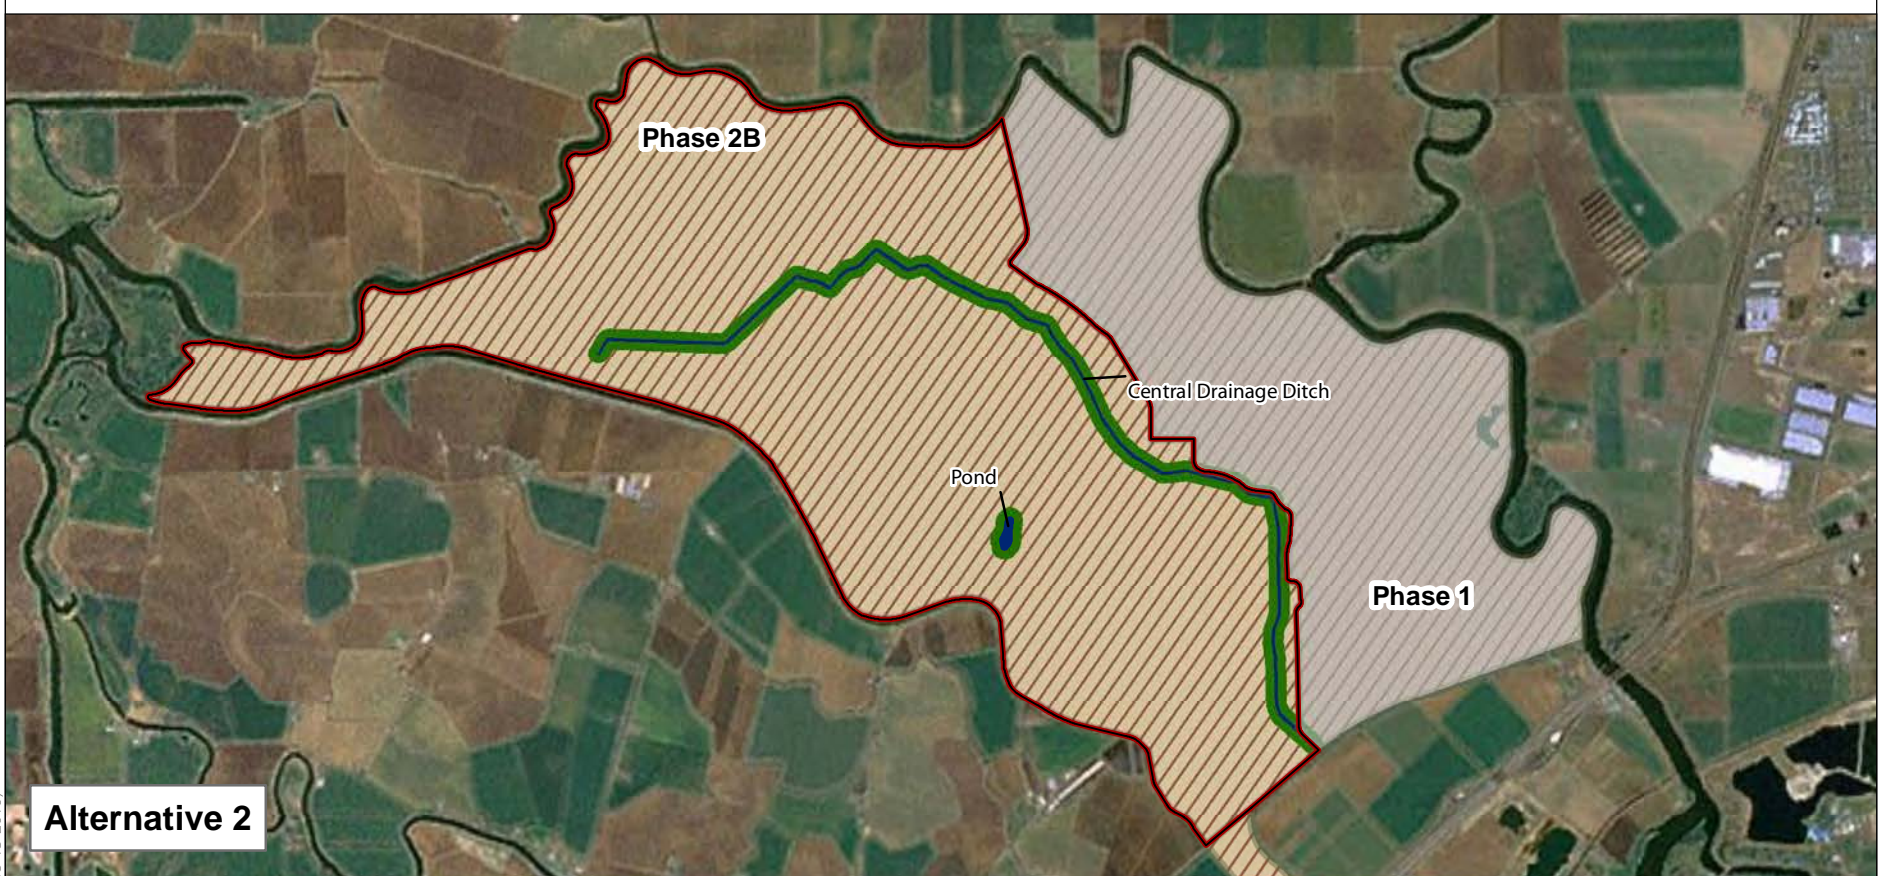 Phase 2B
Central Drainage Ditch
Pond
Phase 1
Alternative 2